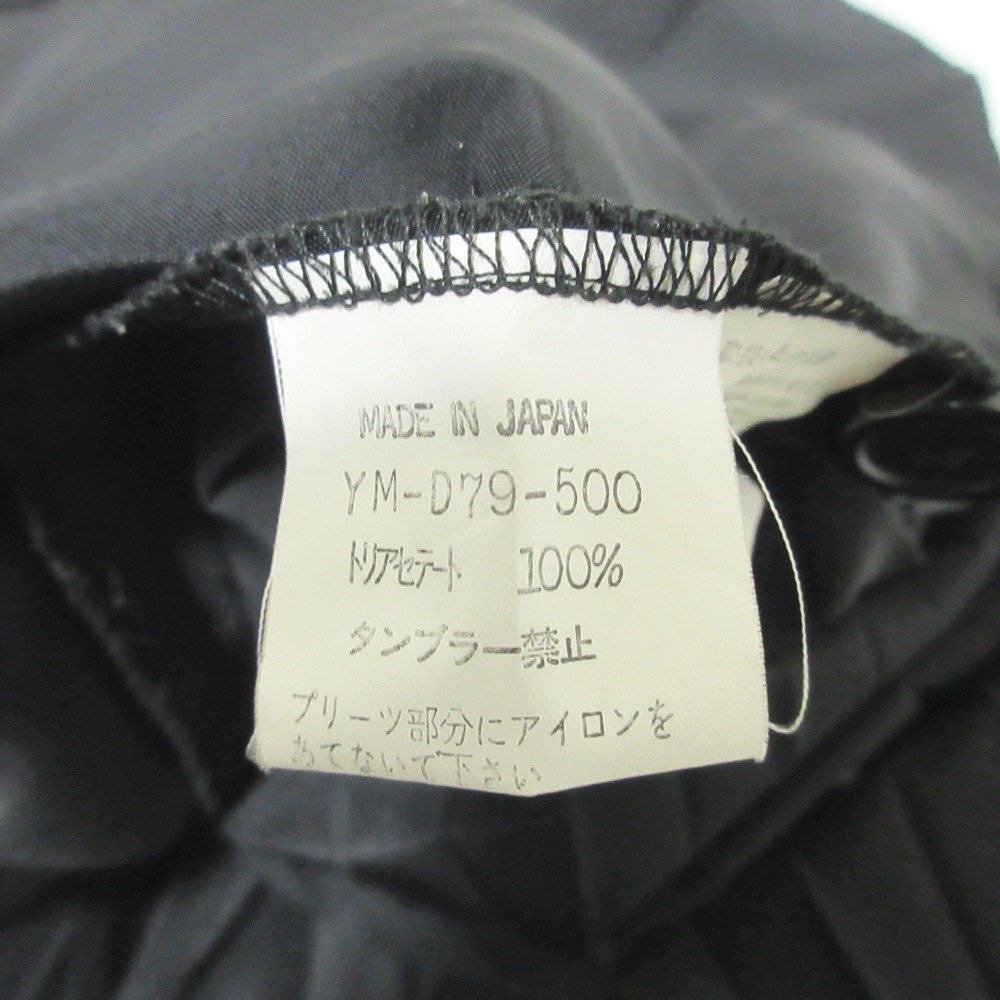 MADE IN JAPAN
YM-D79-500
トリアセテート 100%
タンブラー禁止
プリーツ部分にアイロンを
あてないで下さい